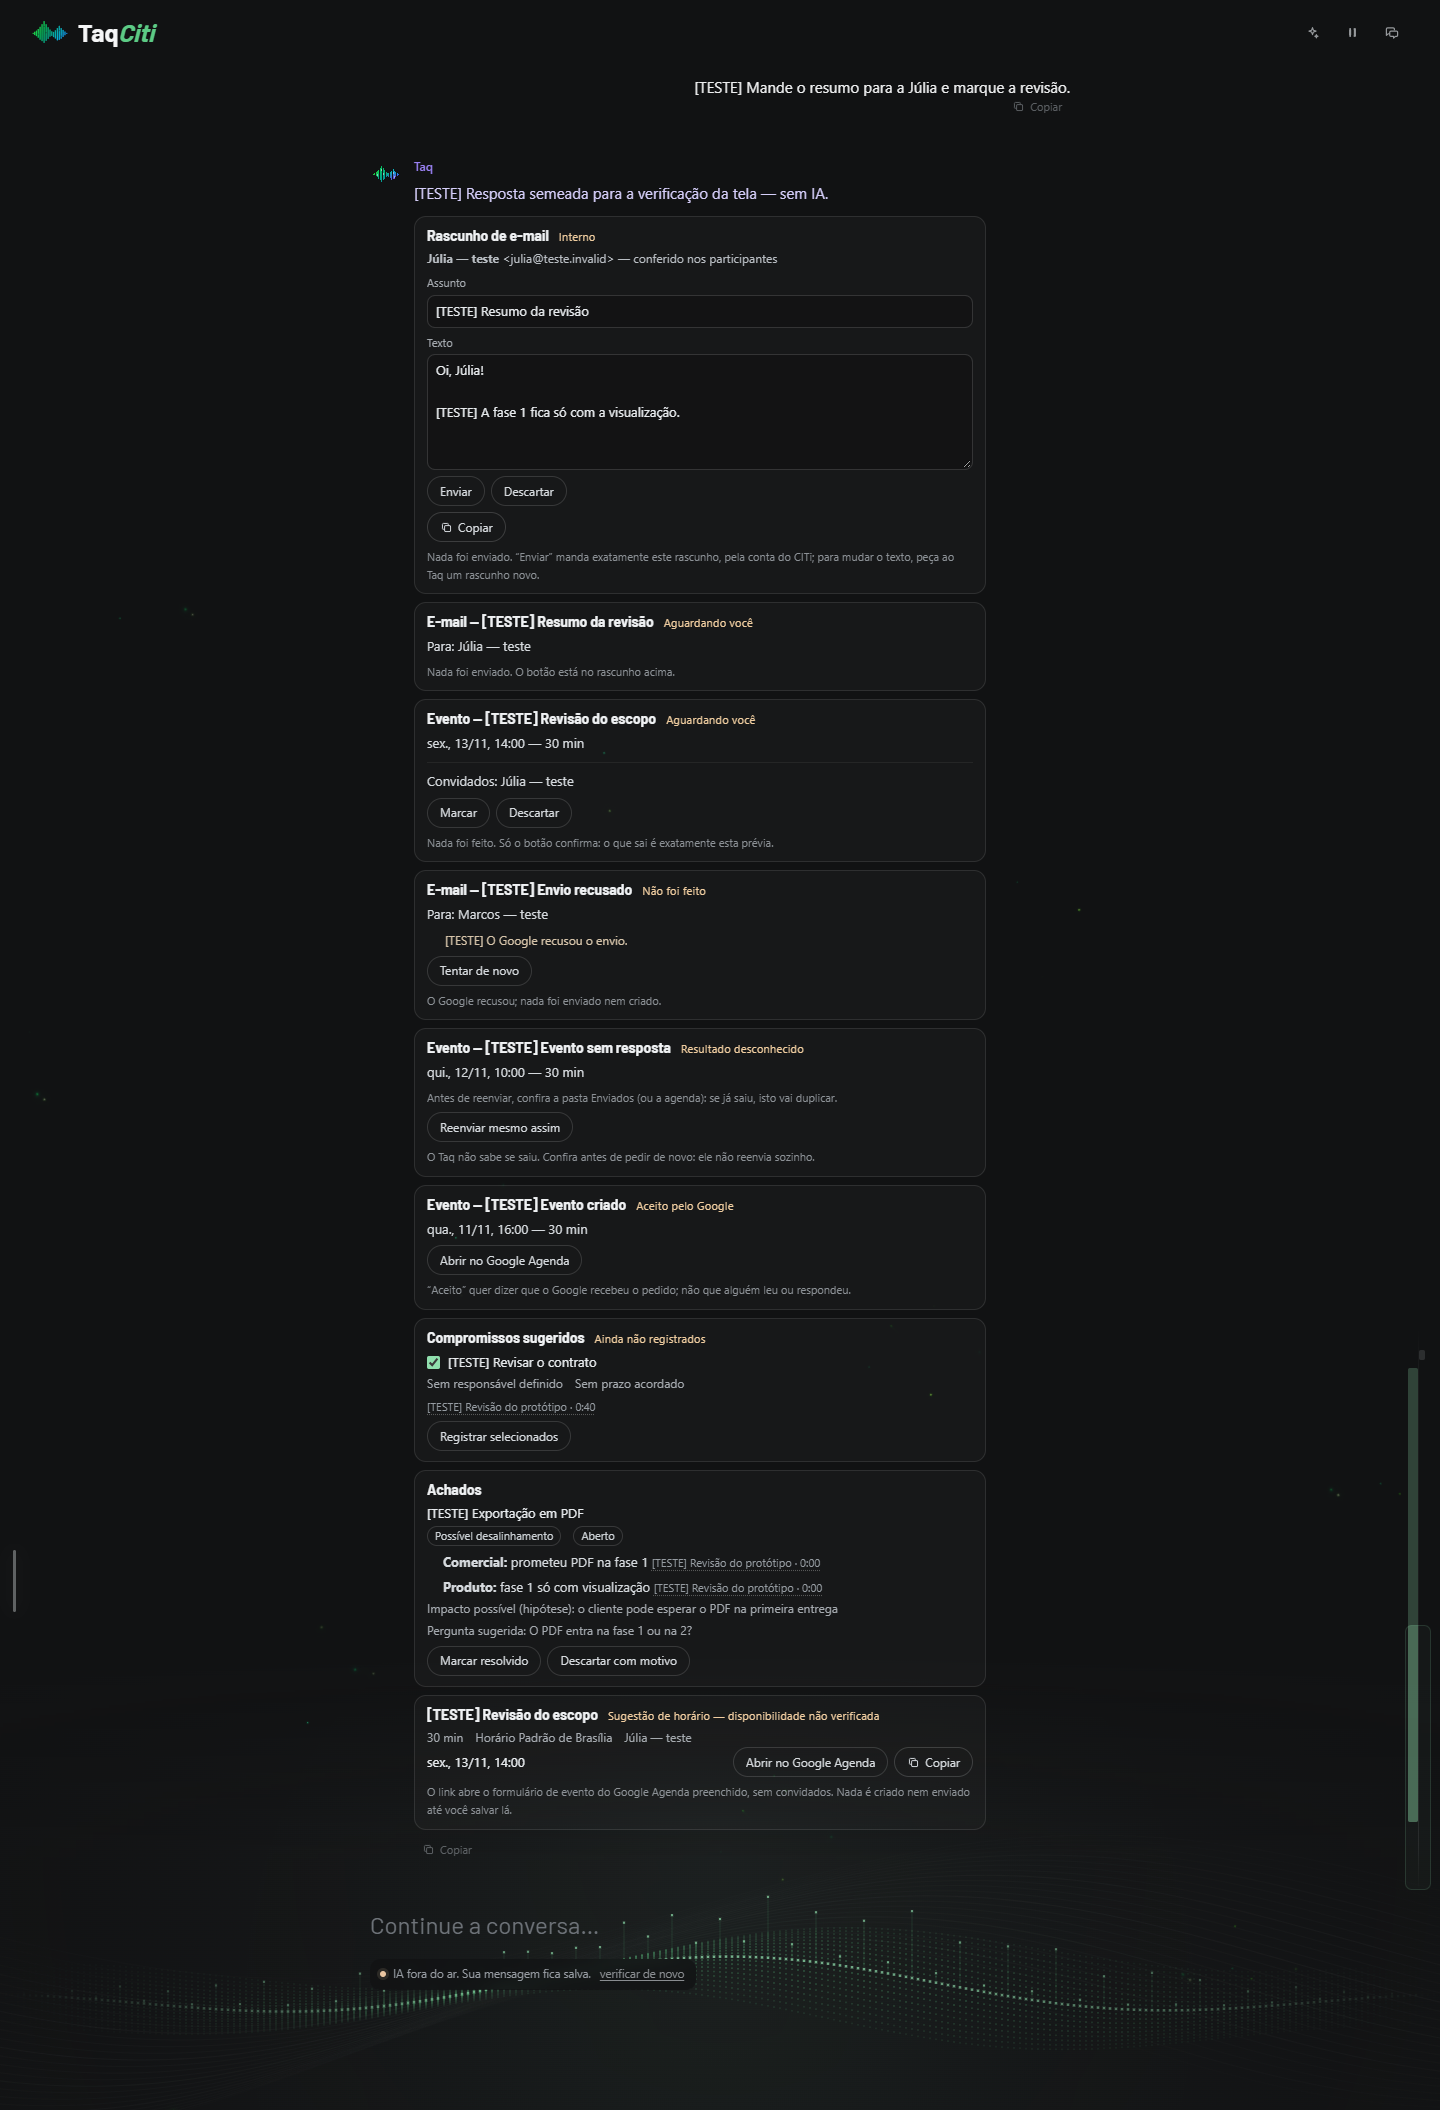 TaqCiti
[TESTE] Mande o resumo para a Júlia e marque a revisão.
Copiar
Taq
[TESTE] Resposta semeada para a verificação da tela — sem IA.
Rascunho de e-mail Interno
Júlia — teste <julia@teste.invalid> — conferido nos participantes
Assunto
[TESTE] Resumo da revisão
Texto
Oi, Júlia!
[TESTE] A fase 1 fica só com a visualização.
Enviar Descartar
Copiar
Nada foi enviado. “Enviar” manda exatamente este rascunho, pela conta do CITi; para mudar o texto, peça ao
Taq um rascunho novo.
E-mail — [TESTE] Resumo da revisão Aguardando você
Para: Júlia — teste
Nada foi enviado. O botão está no rascunho acima.
Evento — [TESTE] Revisão do escopo Aguardando você
sex., 13/11, 14:00 — 30 min
Convidados: Júlia — teste
Marcar Descartar
Nada foi feito. Só o botão confirma: o que sai é exatamente esta prévia.
E-mail — [TESTE] Envio recusado Não foi feito
Para: Marcos — teste
[TESTE] O Google recusou o envio.
Tentar de novo
O Google recusou; nada foi enviado nem criado.
Evento — [TESTE] Evento sem resposta Resultado desconhecido
qui., 12/11, 10:00 — 30 min
Antes de reenviar, confira a pasta Enviados (ou a agenda): se já saiu, isto vai duplicar.
Reenviar mesmo assim
O Taq não sabe se saiu. Confira antes de pedir de novo: ele não reenvia sozinho.
Evento — [TESTE] Evento criado Aceito pelo Google
qua., 11/11, 16:00 — 30 min
Abrir no Google Agenda
“Aceito” quer dizer que o Google recebeu o pedido; não que alguém leu ou respondeu.
Compromissos sugeridos Ainda não registrados
[TESTE] Revisar o contrato
Sem responsável definido Sem prazo acordado
[TESTE] Revisão do protótipo · 0:40
Registrar selecionados
Achados
[TESTE] Exportação em PDF
Possível desalinhamento Aberto
Comercial: prometeu PDF na fase 1 [TESTE] Revisão do protótipo · 0:00
Produto: fase 1 só com visualização [TESTE] Revisão do protótipo · 0:00
Impacto possível (hipótese): o cliente pode esperar o PDF na primeira entrega
Pergunta sugerida: O PDF entra na fase 1 ou na 2?
Marcar resolvido Descartar com motivo
[TESTE] Revisão do escopo Sugestão de horário — disponibilidade não verificada
30 min Horário Padrão de Brasília Júlia — teste
sex., 13/11, 14:00 Abrir no Google Agenda Copiar
O link abre o formulário de evento do Google Agenda preenchido, sem convidados. Nada é criado nem enviado
até você salvar lá.
Copiar
Continue a conversa...
IA fora do ar. Sua mensagem fica salva. verificar de novo